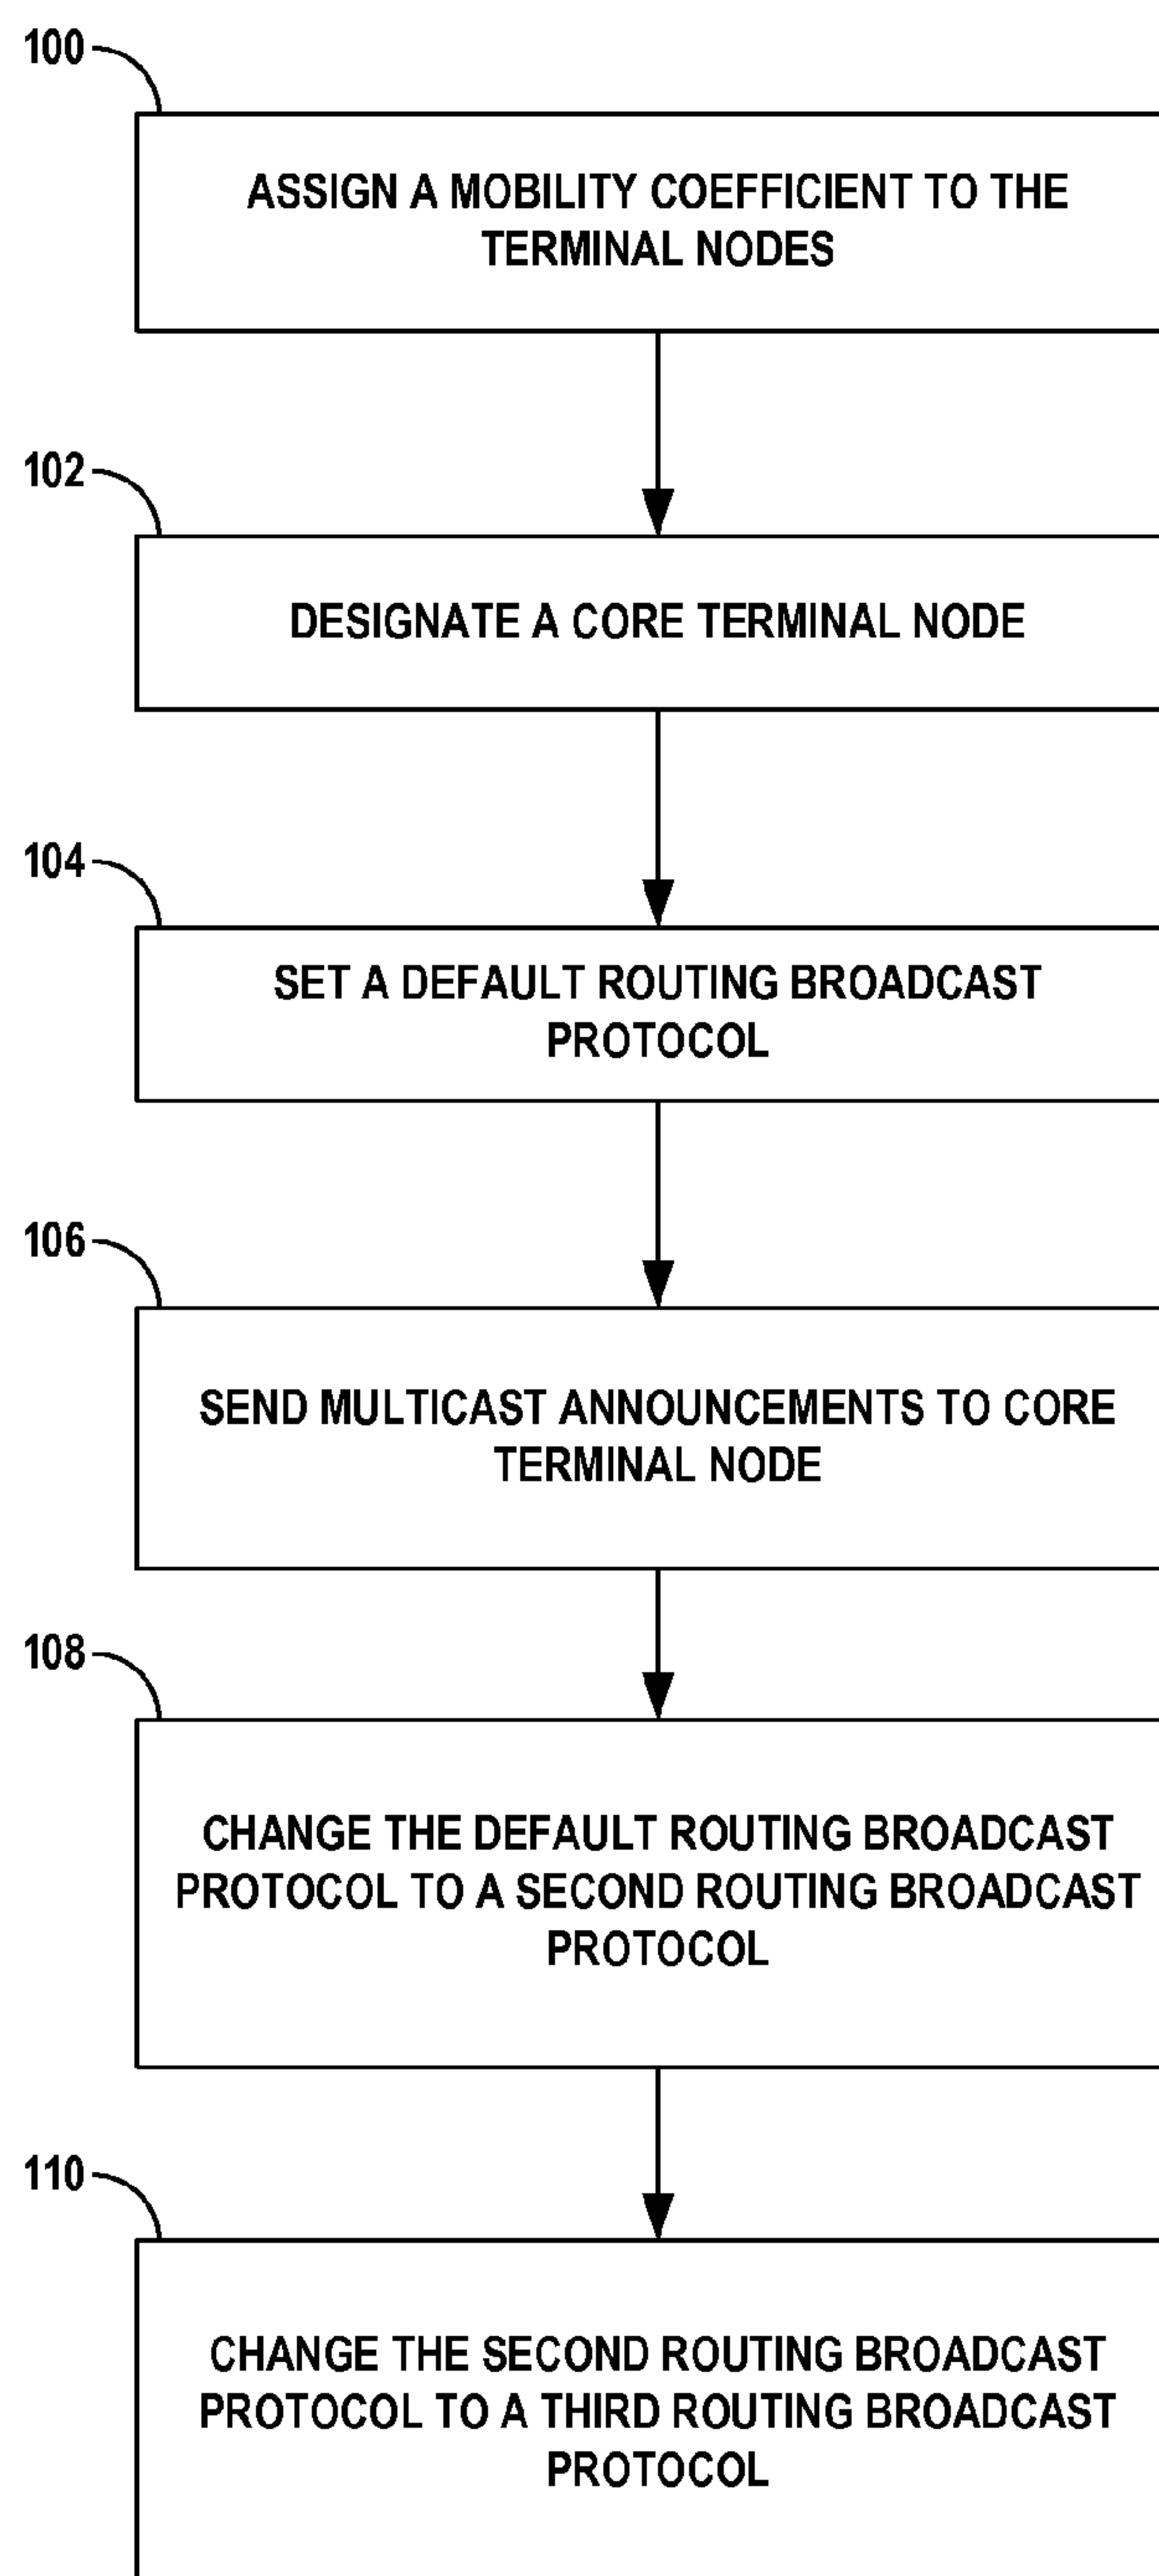 100
ASSIGN A MOBILITY COEFFICIENT TO THE
TERMINAL NODES
102
DESIGNATE A CORE TERMINAL NODE
104
SET A DEFAULT ROUTING BROADCAST
PROTOCOL
106
SEND MULTICAST ANNOUNCEMENTS TO CORE
TERMINAL NODE
108
CHANGE THE DEFAULT ROUTING BROADCAST
PROTOCOL TO A SECOND ROUTING BROADCAST
PROTOCOL
110
CHANGE THE SECOND ROUTING BROADCAST
PROTOCOL TO A THIRD ROUTING BROADCAST
PROTOCOL